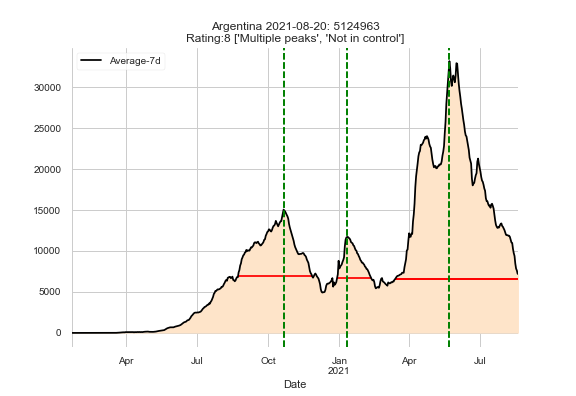 Argentina 2021-08-20: 5124963
Rating:8 ['Multiple peaks', 'Not in control']
Average-7d
30000
25000
20000
15000
10000
5000
0
Apr
Jul
Oct
Jan
2021
Apr
Jul
Date